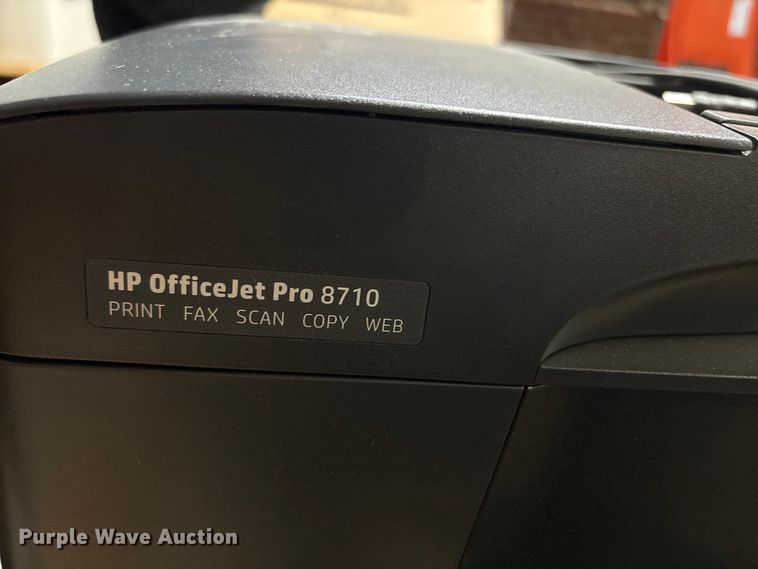 HP OfficeJet Pro 8710
PRINT FAX SCAN COPY WEB
Purple Wave Auction